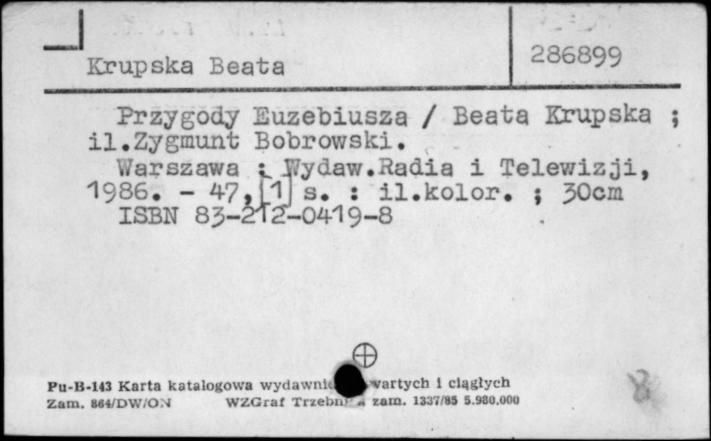 Krupska Beata
286899
Przygody Euzebiusza / Beata Krupska ;
il.Zygmunt Bobrowski.
Warszawa : Wydaw.Radia i Telewizji,
1986. - 47,[1] s. : il.kolor. ; 30cm
ISBN 83-212-0419-8
Pu-B-143 Karta katalogowa i ciągłych
Zam. 864/DW/ON WZGraf zam. 1337/85 5.980.000